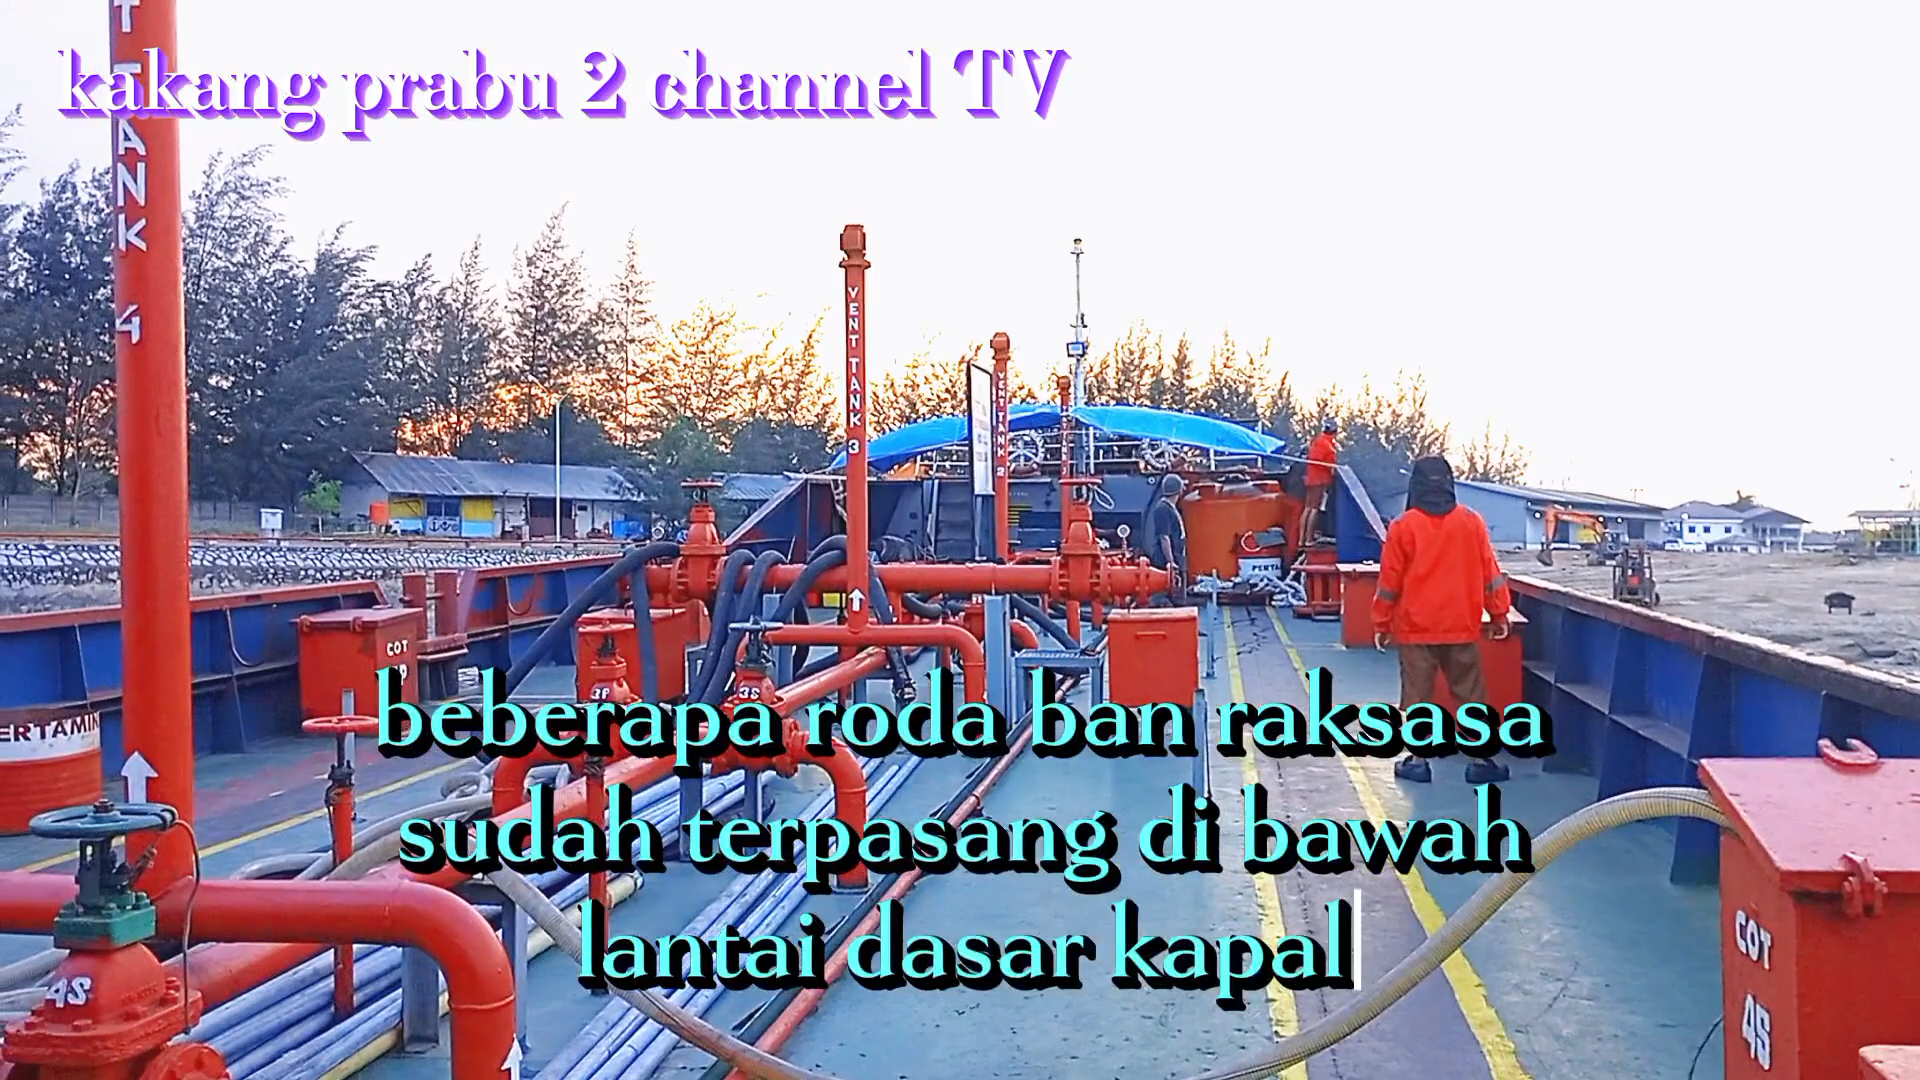 kakang prabu 2 channel TV
T TANK 4
VENT TANK 3
VENT TANK 2
COT
3P
3S
ERTAMIN
PERTA
beberapa roda ban raksasa
sudah terpasang di bawah
lantai dasar kapal
4S
COT
4S